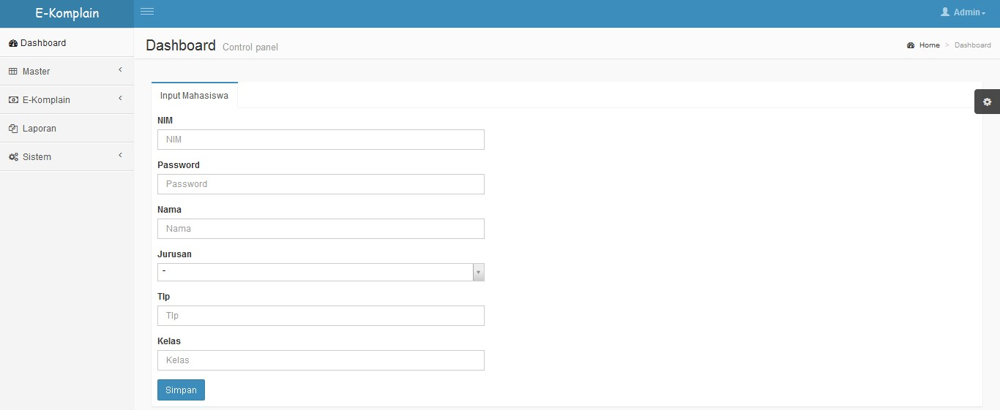 E-Komplain
Admin
Dashboard
Master
E-Komplain
Laporan
Sistem
Dashboard Control panel
Home > Dashboard
Input Mahasiswa
NIM
NIM
Password
Password
Nama
Nama
Jurusan
-
Tlp
Tlp
Kelas
Kelas
Simpan